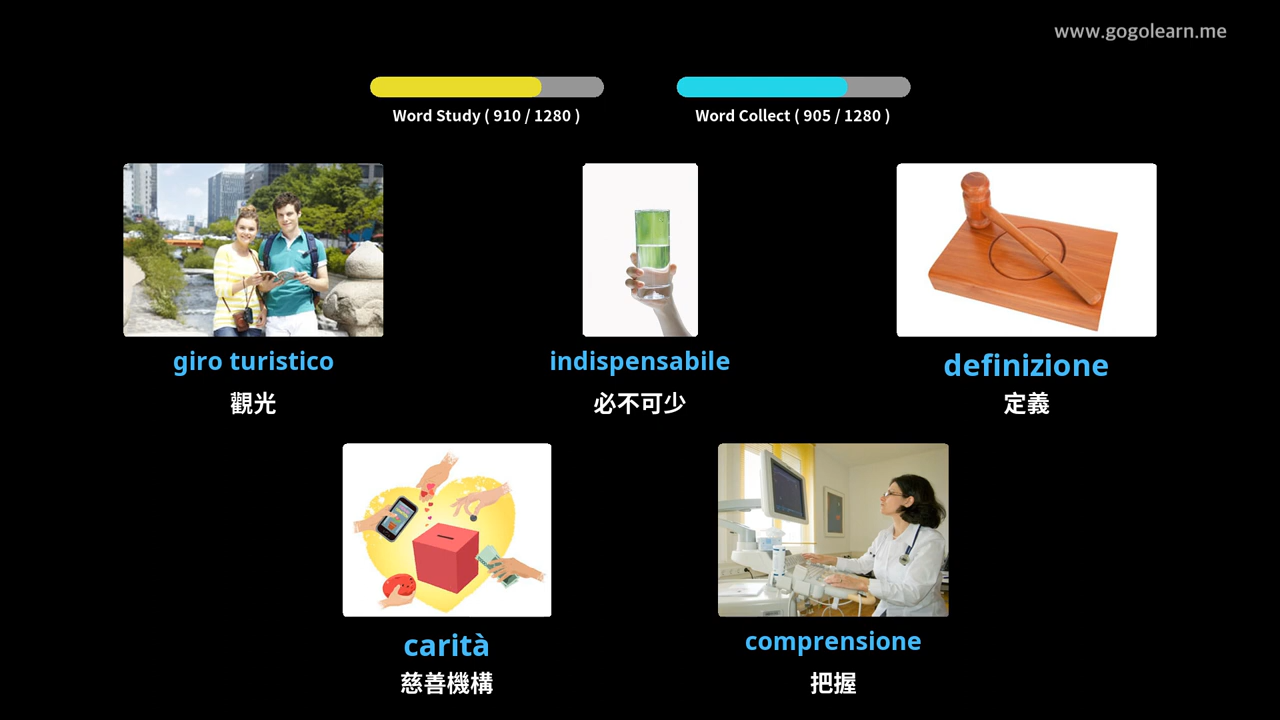 www.gogolearn.me
Word Study ( 910 / 1280 )
Word Collect ( 905 / 1280 )
giro turistico
觀光
indispensabile
必不可少
definizione
定義
carità
慈善機構
comprensione
把握